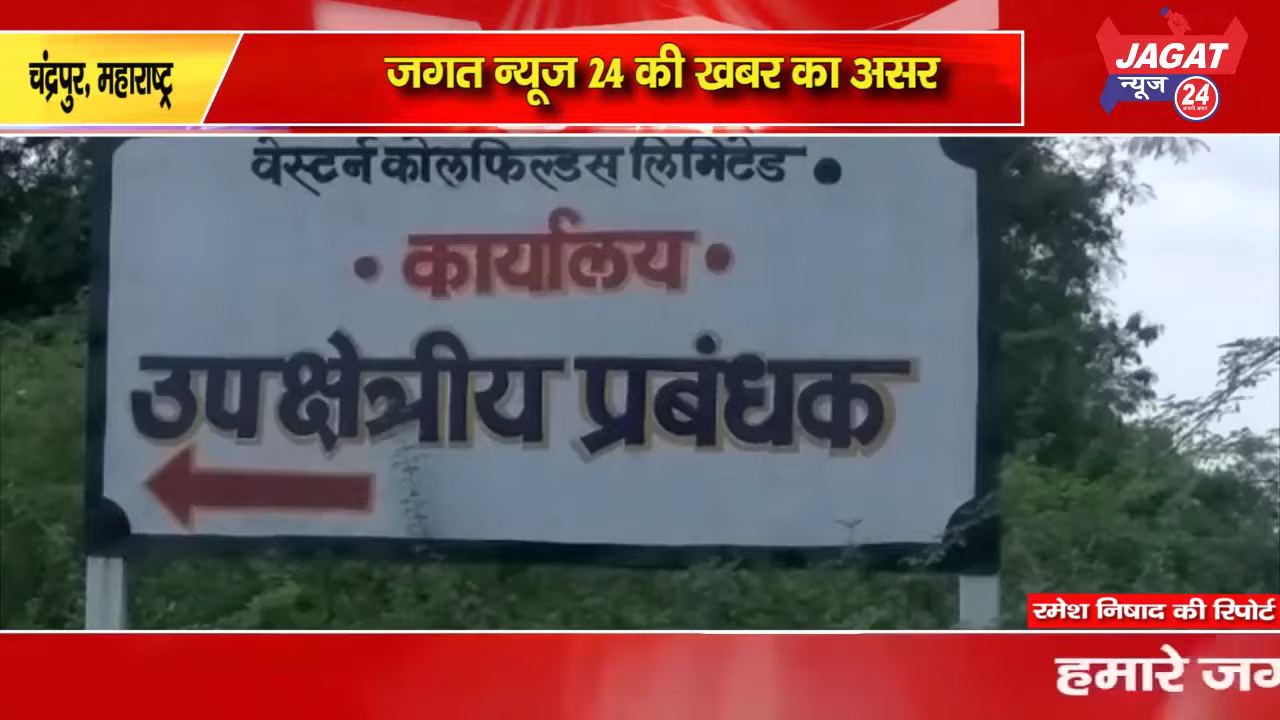 चंद्रपुर, महाराष्ट्र
जगत न्यूज 24 की खबर का असर
JAGAT
न्यूज 24
वेस्टर्न कोलफिल्डस लिमिटेड
कार्यालय
उपक्षेत्रीय प्रबंधक
रमेश निषाद की रिपोर्ट
हमारे